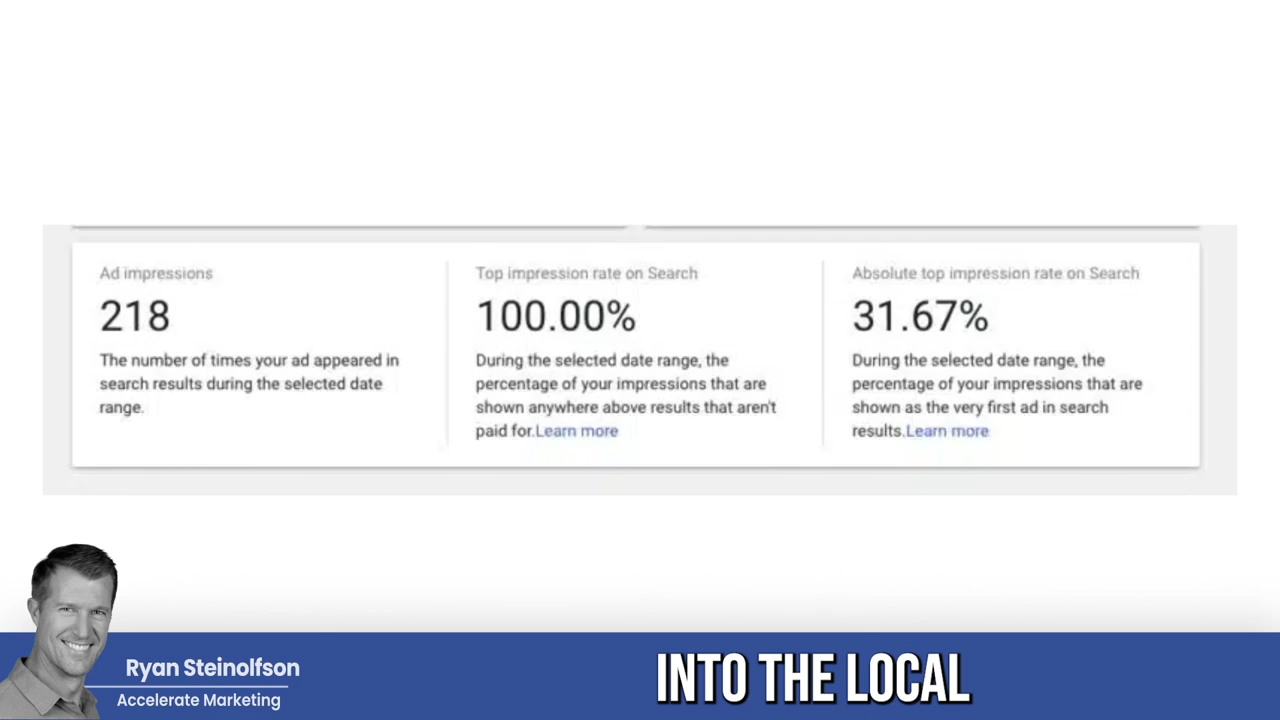 Ad impressions
218
The number of times your ad appeared in
search results during the selected date
range.
Top impression rate on Search
100.00%
During the selected date range, the
percentage of your impressions that are
shown anywhere above results that aren't
paid for.Learn more
Absolute top impression rate on Search
31.67%
During the selected date range, the
percentage of your impressions that are
shown as the very first ad in search
results.Learn more
Ryan Steinolfson
Accelerate Marketing
INTO THE LOCAL